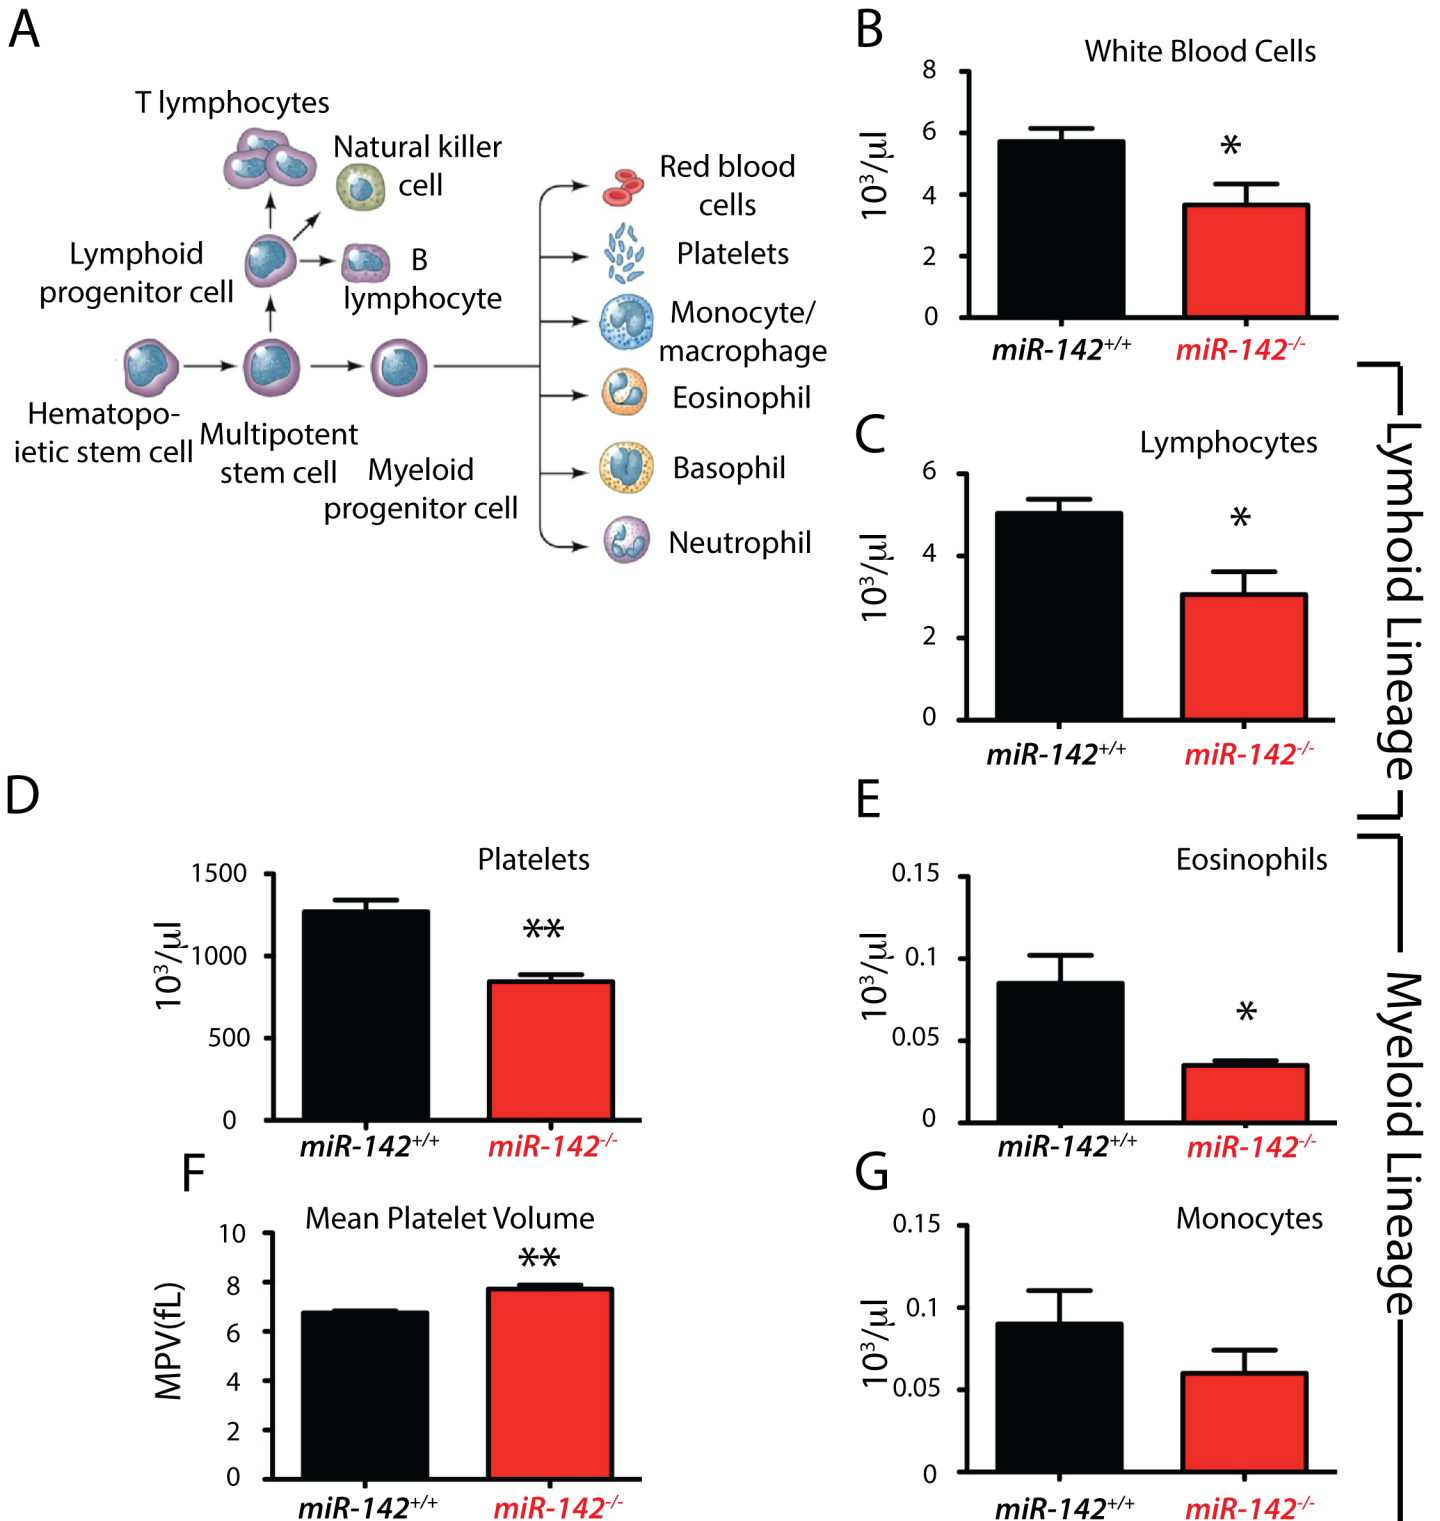 A
T lymphocytes
Natural killer
cell
Lymphoid
progenitor cell
B
lymphocyte
Hematopo-
ietic stem cell
Multipotent
stem cell
Myeloid
progenitor cell
Red blood
cells
Platelets
Monocyte/
macrophage
Eosinophil
Basophil
Neutrophil
B
White Blood Cells
8
6
4
2
0
10³/µl
miR-142+/+
miR-142-/-
C
Lymphocytes
6
4
2
0
10³/µl
*
*
miR-142+/+
miR-142-/-
Lymhoid Lineage
D
Platelets
1500
1000
500
0
10³/µl
**
miR-142+/+
miR-142-/-
E
Eosinophils
0.15
0.1
0.05
0
10³/µl
*
miR-142+/+
miR-142-/-
F
Mean Platelet Volume
10
8
6
4
2
0
MPV(fL)
**
miR-142+/+
miR-142-/-
G
Monocytes
0.15
0.1
0.05
0
10³/µl
miR-142+/+
miR-142-/-
Myeloid Lineage